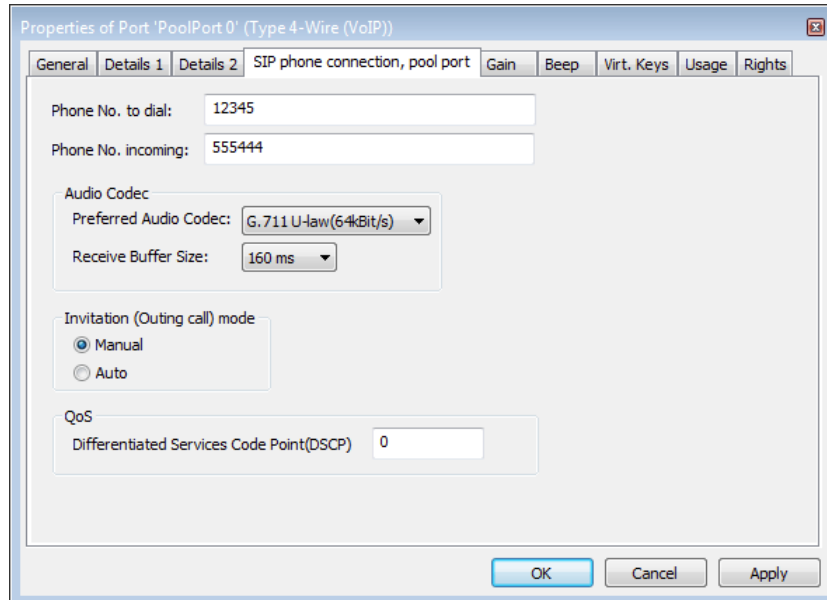 Properties of Port 'PoolPort 0' (Type 4-Wire (VoIP))
General Details 1 Details 2 SIP phone connection, pool port Gain Beep Virt. Keys Usage Rights
Phone No. to dial: 12345
Phone No. incoming: 555444
Audio Codec
Preferred Audio Codec: G.711 U-law(64kBit/s)
Receive Buffer Size: 160 ms
Invitation (Outing call) mode
Manual
Auto
QoS
Differentiated Services Code Point(DSCP) 0
OK Cancel Apply